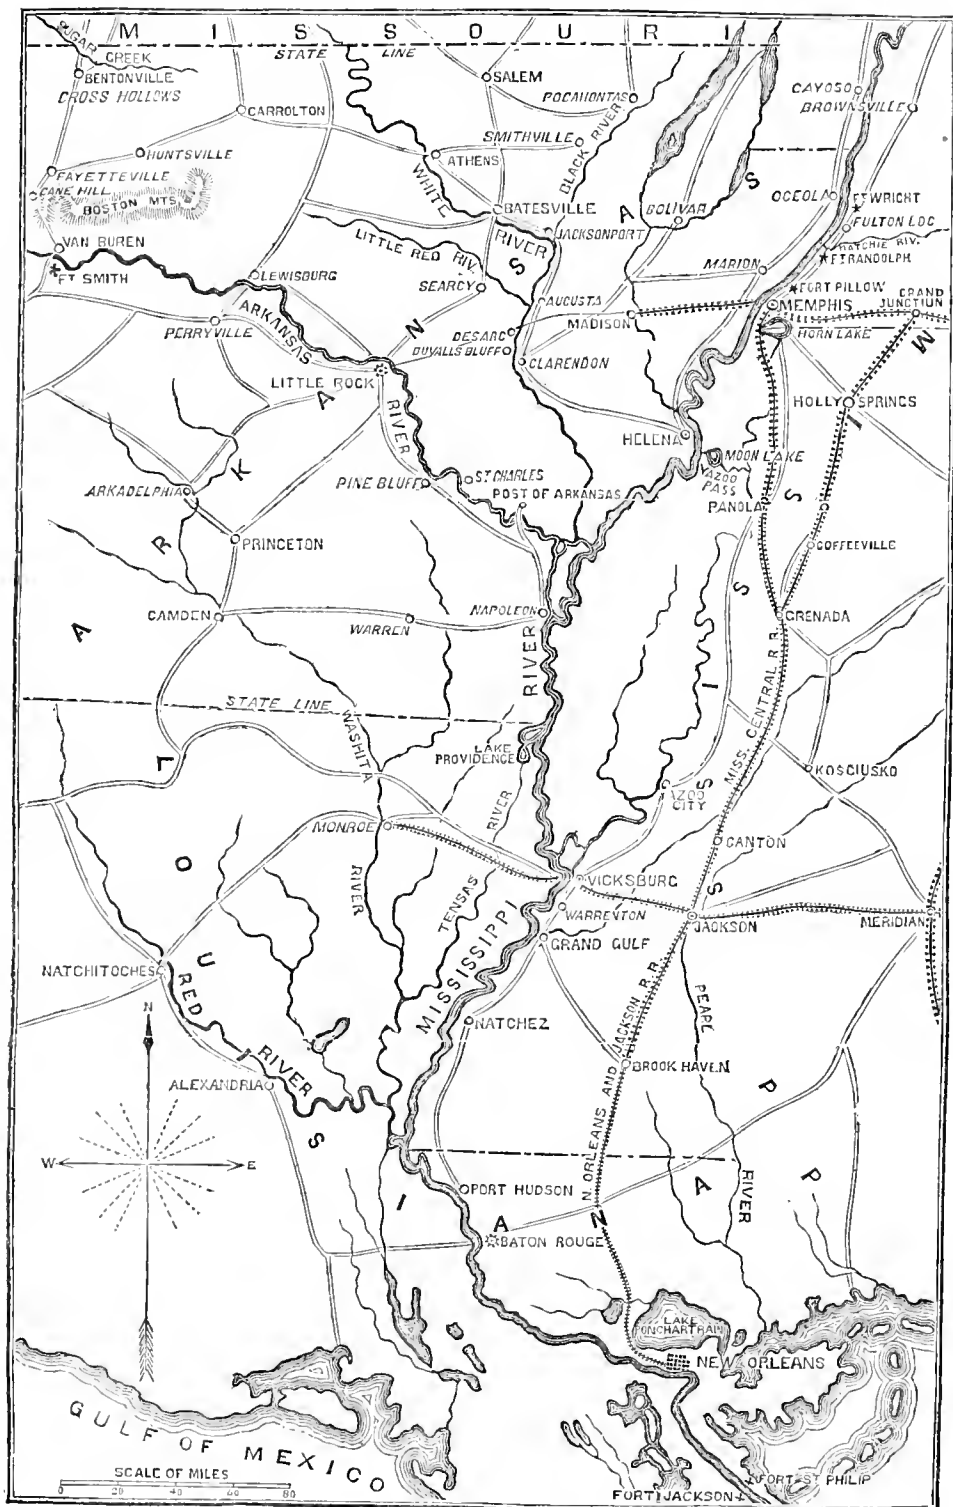 MISSOURI
STATE LINE
SUGAR CREEK
BENTONVILLE
CROSS HOLLOWS
SALEM
POCAHONTAS
CAYOSO
BROWNSVILLE
CARROLTON
SMITHVILLE
BLACK RIVER
HUNTSVILLE
ATHENS
FAYETTEVILLE
CANE HILL
BOSTON MTS.
WHITE RIVER
BATESVILLE
BOLIVAR
OCEOLA
FT WRIGHT
FULTON LOC
HATCHIE RIV.
FT RANDOLPH
VAN BUREN
FT SMITH
JACKSONPORT
LITTLE RED RIV.
LEWISBURG
SEARCY
MARION
FORT PILLOW
AUGUSTA
MEMPHIS
GRAND JUNCTION
ARKANSAS RIVER
PERRYVILLE
DESARC
MADISON
HORN LAKE
DUVALLS BLUFF
CLARENDON
LITTLE ROCK
HOLLY SPRINGS
HELENA
MOON LAKE
YAZOO PASS
ARKADELPHIA
PINE BLUFF
ST CHARLES
POST OF ARKANSAS
PANOLA
PRINCETON
COFFEEVILLE
CAMDEN
WARREN
NAPOLEON
GRENADA
ARKANSAS
STATE LINE
WASHITA RIVER
LAKE PROVIDENCE
MISS. CENTRAL R.R.
KOSCIUSKO
YAZOO CITY
MONROE
CANTON
TENSAS RIVER
VICKSBURG
WARRENTON
JACKSON
MERIDIAN
GRAND GULF
MISSISSIPPI RIVER
NATCHITOCHES
RED RIVER
NATCHEZ
PEARL RIVER
N. ORLEANS AND JACKSON R.R.
BROOK HAVEN
N
W E
ALEXANDRIA
LOUISIANA
MISSISSIPPI
PORT HUDSON
BATON ROUGE
LAKE PONCHARTRAIN
NEW ORLEANS
GULF OF MEXICO
SCALE OF MILES
0 20 40 60 80
FORT ST PHILIP
FORT JACKSON